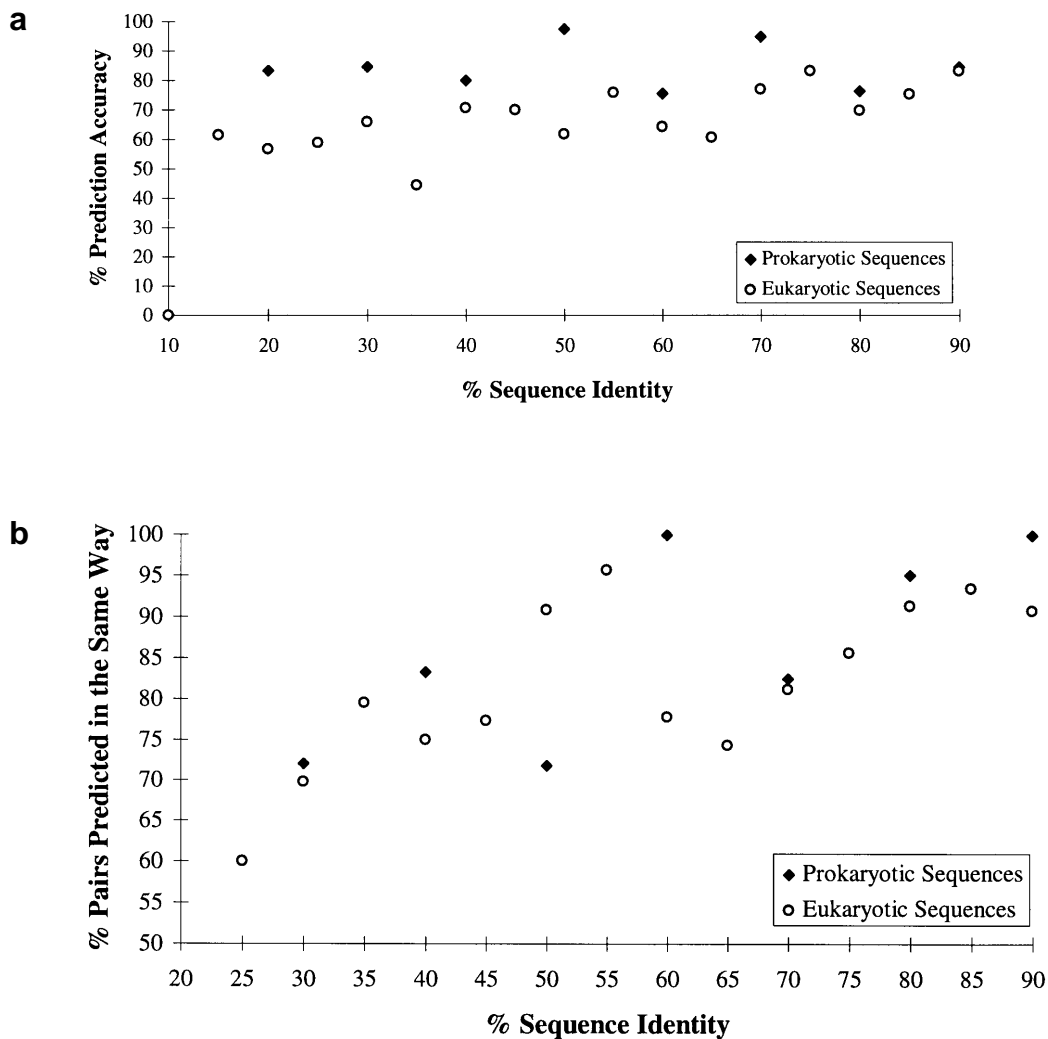 a
% Prediction Accuracy
100
90
80
70
60
50
40
30
20
10
0
10 20 30 40 50 60 70 80 90
Prokaryotic Sequences
Eukaryotic Sequences
% Sequence Identity
b
% Pairs Predicted in the Same Way
100
95
90
85
80
75
70
65
60
55
50
20 25 30 35 40 45 50 55 60 65 70 75 80 85 90
Prokaryotic Sequences
Eukaryotic Sequences
% Sequence Identity